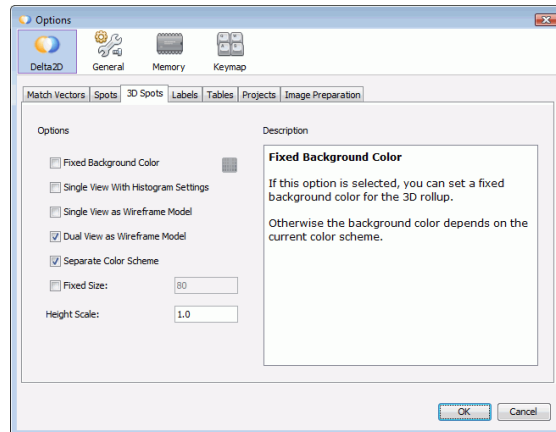 Options
Delta2D
General
Memory
Keymap
Match Vectors
Spots
3D Spots
Labels
Tables
Projects
Image Preparation
Options
Fixed Background Color
Single View With Histogram Settings
Single View as Wireframe Model
Dual View as Wireframe Model
Separate Color Scheme
Fixed Size:
80
Height Scale:
1.0
Description
Fixed Background Color
If this option is selected, you can set a fixed
background color for the 3D rollup.
Otherwise the background color depends on the
current color scheme.
OK
Cancel